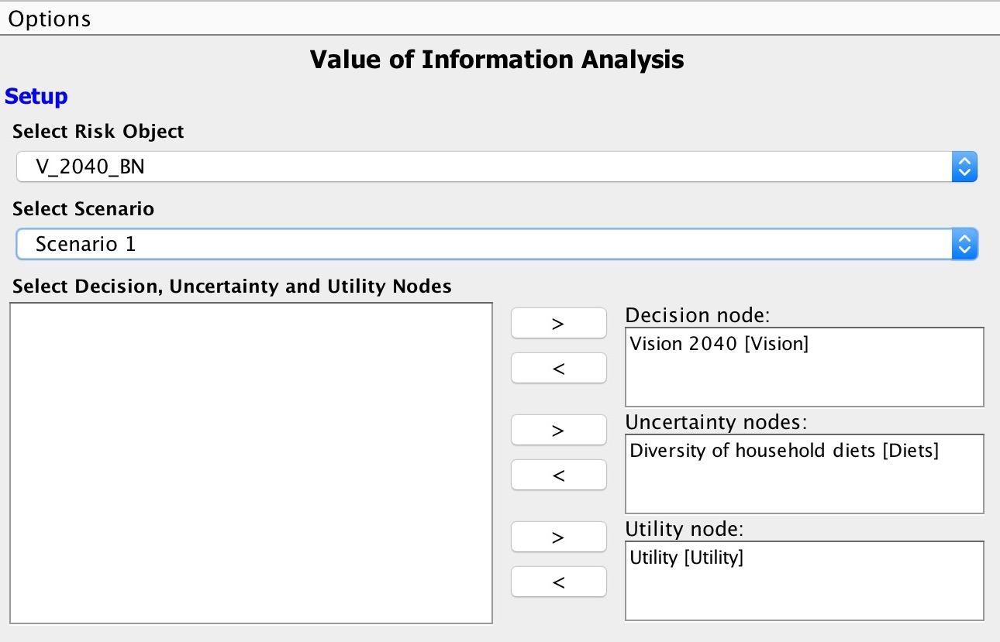 Options
Value of Information Analysis
Setup
Select Risk Object
V_2040_BN
Select Scenario
Scenario 1
Select Decision, Uncertainty and Utility Nodes
>
<
Decision node:
Vision 2040 [Vision]
>
<
Uncertainty nodes:
Diversity of household diets [Diets]
>
<
Utility node:
Utility [Utility]